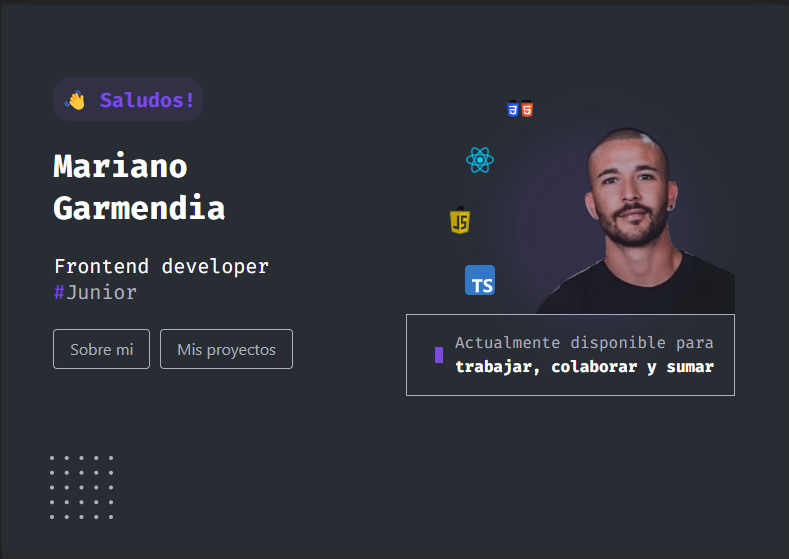 👋 Saludos!
Mariano
Garmendia
Frontend developer
#Junior
Sobre mi
Mis proyectos
3 5
JS
TS
Actualmente disponible para
trabajar, colaborar y sumar